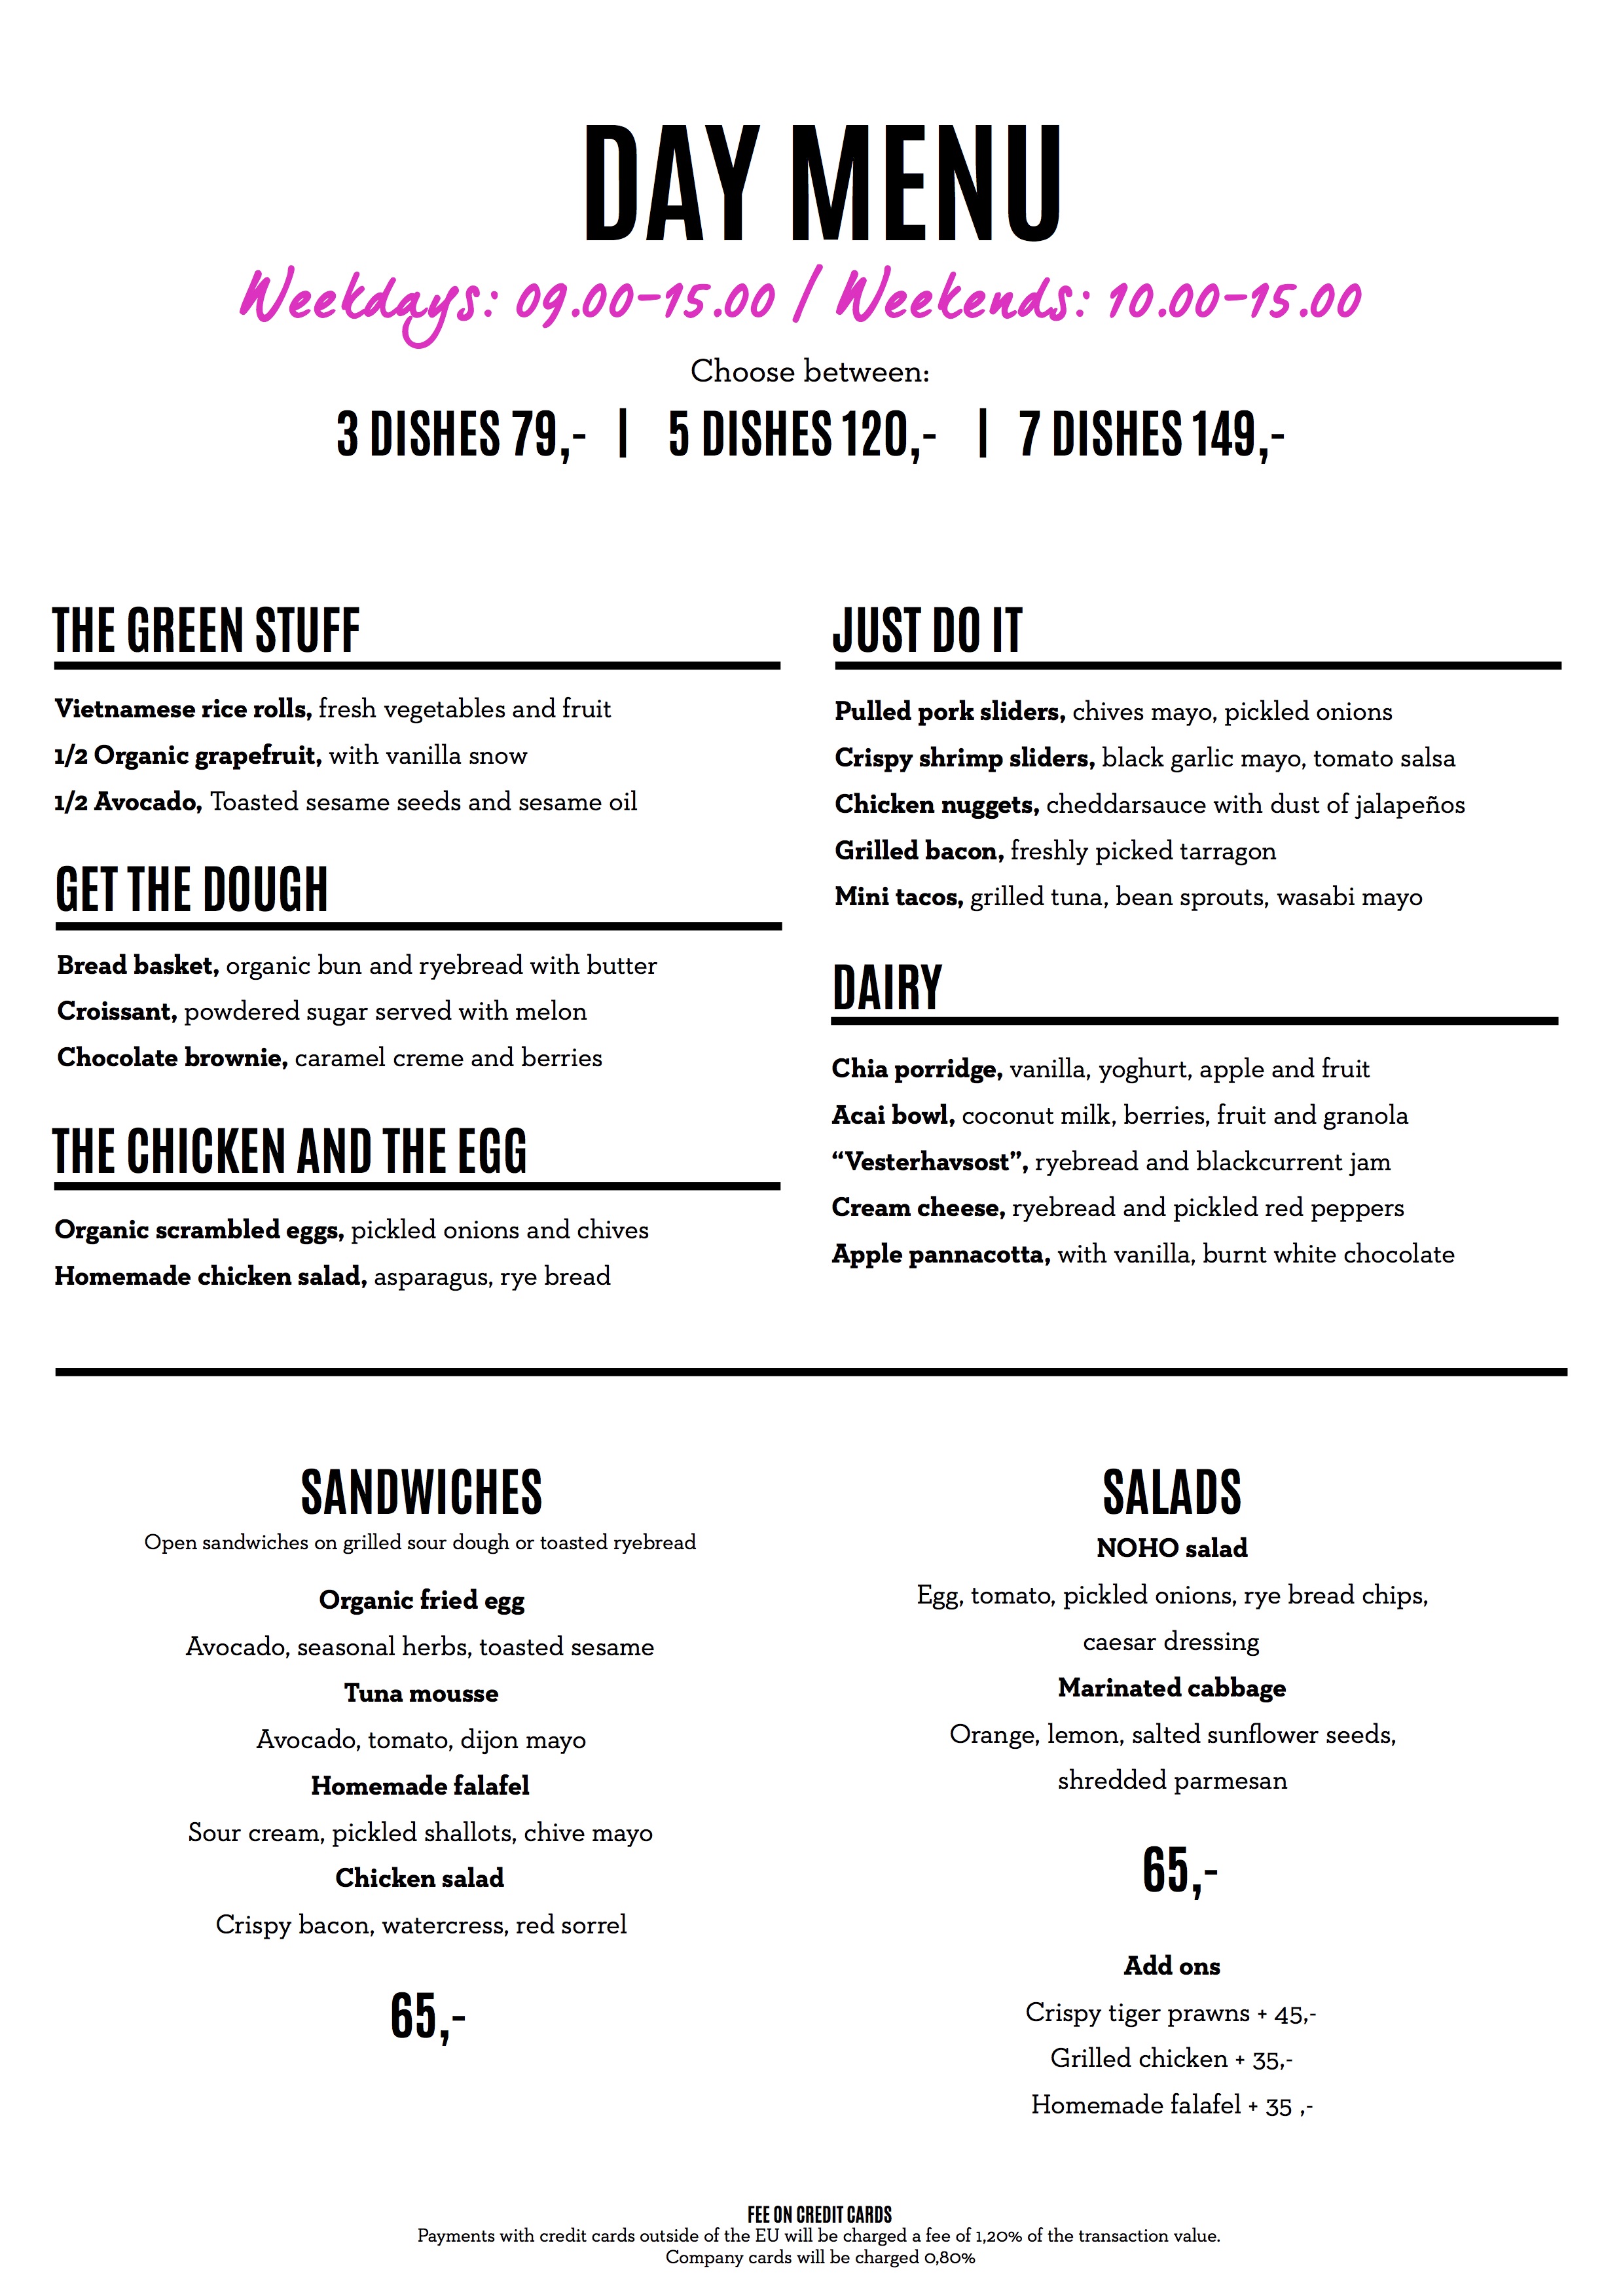 DAY MENU
Weekdays: 09.00-15.00 / Weekends: 10.00-15.00
Choose between:
3 DISHES 79,- | 5 DISHES 120,- | 7 DISHES 149,-
THE GREEN STUFF
Vietnamese rice rolls, fresh vegetables and fruit
1/2 Organic grapefruit, with vanilla snow
1/2 Avocado, Toasted sesame seeds and sesame oil
GET THE DOUGH
Bread basket, organic bun and ryebread with butter
Croissant, powdered sugar served with melon
Chocolate brownie, caramel creme and berries
THE CHICKEN AND THE EGG
Organic scrambled eggs, pickled onions and chives
Homemade chicken salad, asparagus, rye bread
JUST DO IT
Pulled pork sliders, chives mayo, pickled onions
Crispy shrimp sliders, black garlic mayo, tomato salsa
Chicken nuggets, cheddarsauce with dust of jalapeños
Grilled bacon, freshly picked tarragon
Mini tacos, grilled tuna, bean sprouts, wasabi mayo
DAIRY
Chia porridge, vanilla, yoghurt, apple and fruit
Acai bowl, coconut milk, berries, fruit and granola
“Vesterhavsost”, ryebread and blackcurrent jam
Cream cheese, ryebread and pickled red peppers
Apple pannacotta, with vanilla, burnt white chocolate
SANDWICHES
Open sandwiches on grilled sour dough or toasted ryebread
Organic fried egg
Avocado, seasonal herbs, toasted sesame
Tuna mousse
Avocado, tomato, dijon mayo
Homemade falafel
Sour cream, pickled shallots, chive mayo
Chicken salad
Crispy bacon, watercress, red sorrel
65,-
SALADS
NOHO salad
Egg, tomato, pickled onions, rye bread chips,
caesar dressing
Marinated cabbage
Orange, lemon, salted sunflower seeds,
shredded parmesan
65,-
Add ons
Crispy tiger prawns + 45,-
Grilled chicken + 35,-
Homemade falafel + 35 ,-
FEE ON CREDIT CARDS
Payments with credit cards outside of the EU will be charged a fee of 1,20% of the transaction value.
Company cards will be charged 0,80%